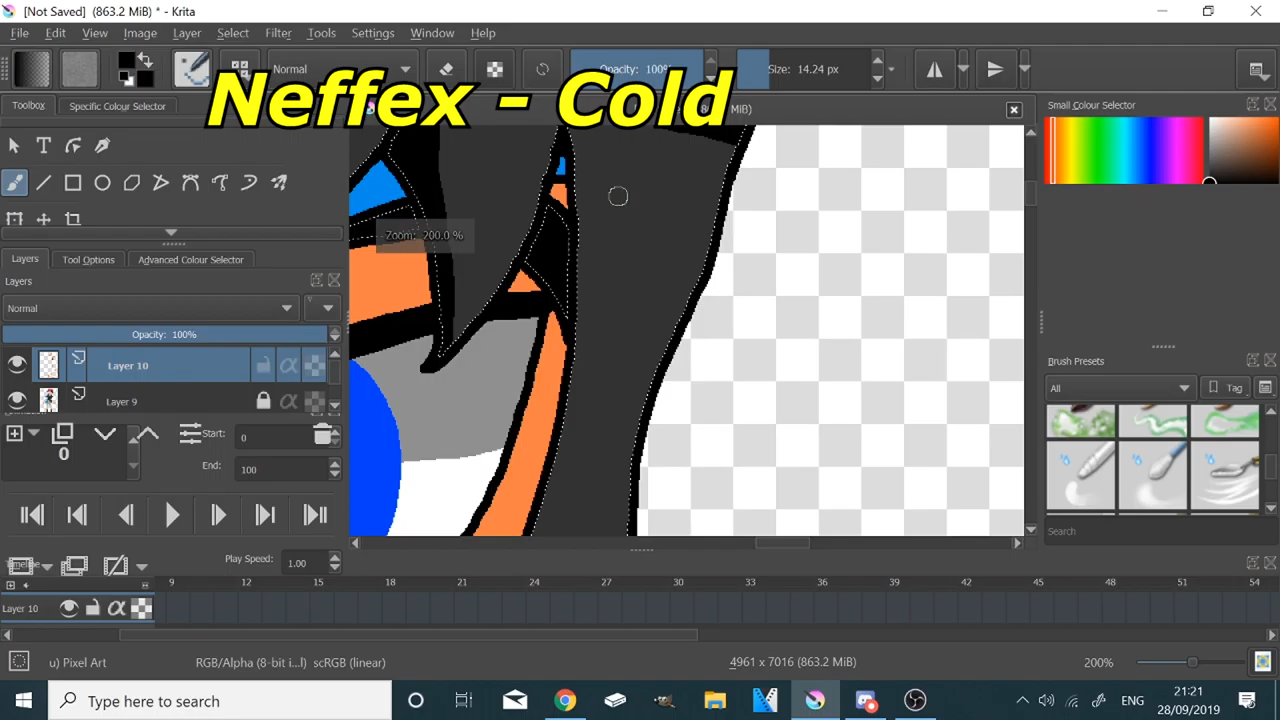 [Not Saved] (863.2 MiB) * - Krita
File Edit View Image Layer Select Filter Tools Settings Window Help
Normal
Opacity: 100%
Size: 14.24 px
Neffex - Cold
MiB)
Toolbox
Specific Colour Selector
Small Colour Selector
Zoom: 200.0 %
Layers
Tool Options
Advanced Colour Selector
Layers
Normal
Opacity: 100%
Layer 10
Layer 9
Brush Presets
All
Tag
Search
0
Start: 0
End: 100
Play Speed: 1.00
9 12 15 18 21 24 27 30 33 36 39 42 45 48 51 54
Layer 10
u) Pixel Art
RGB/Alpha (8-bit i...l) scRGB (linear)
4961 x 7016 (863.2 MiB)
200%
Type here to search
ENG
21:21
28/09/2019